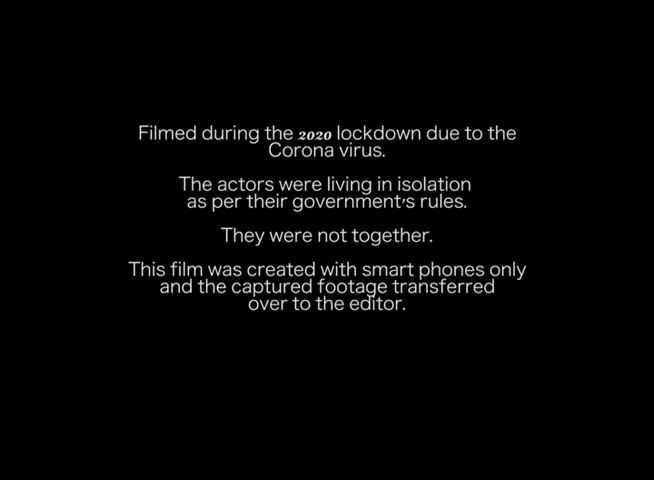 Filmed during the 2020 lockdown due to the
Corona virus.
The actors were living in isolation
as per their government's rules.
They were not together.
This film was created with smart phones only
and the captured footage transferred
over to the editor.